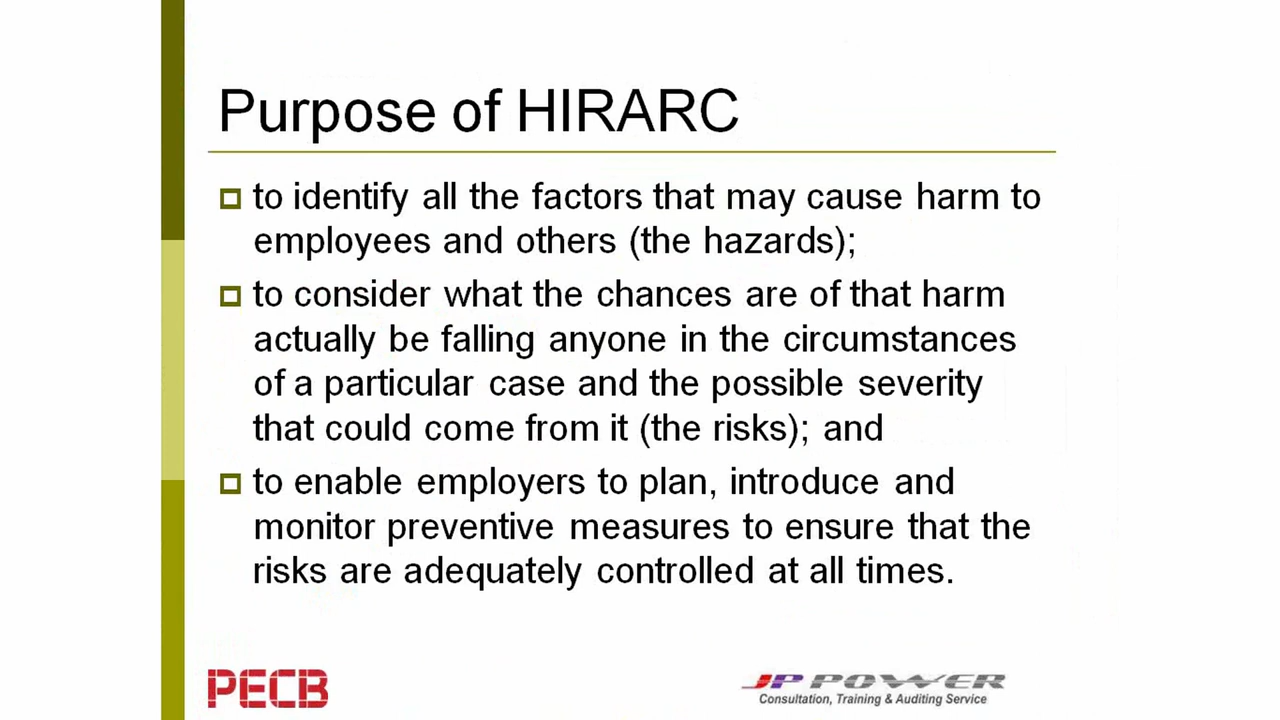 Purpose of HIRARC
to identify all the factors that may cause harm to
employees and others (the hazards);
to consider what the chances are of that harm
actually be falling anyone in the circumstances
of a particular case and the possible severity
that could come from it (the risks); and
to enable employers to plan, introduce and
monitor preventive measures to ensure that the
risks are adequately controlled at all times.
PECB
JP POWER
Consultation, Training & Auditing Service